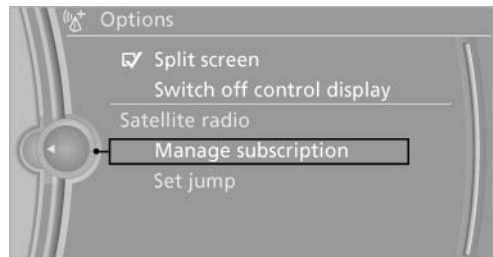 Options
Split screen
Switch off control display
Satellite radio
Manage subscription
Set jump